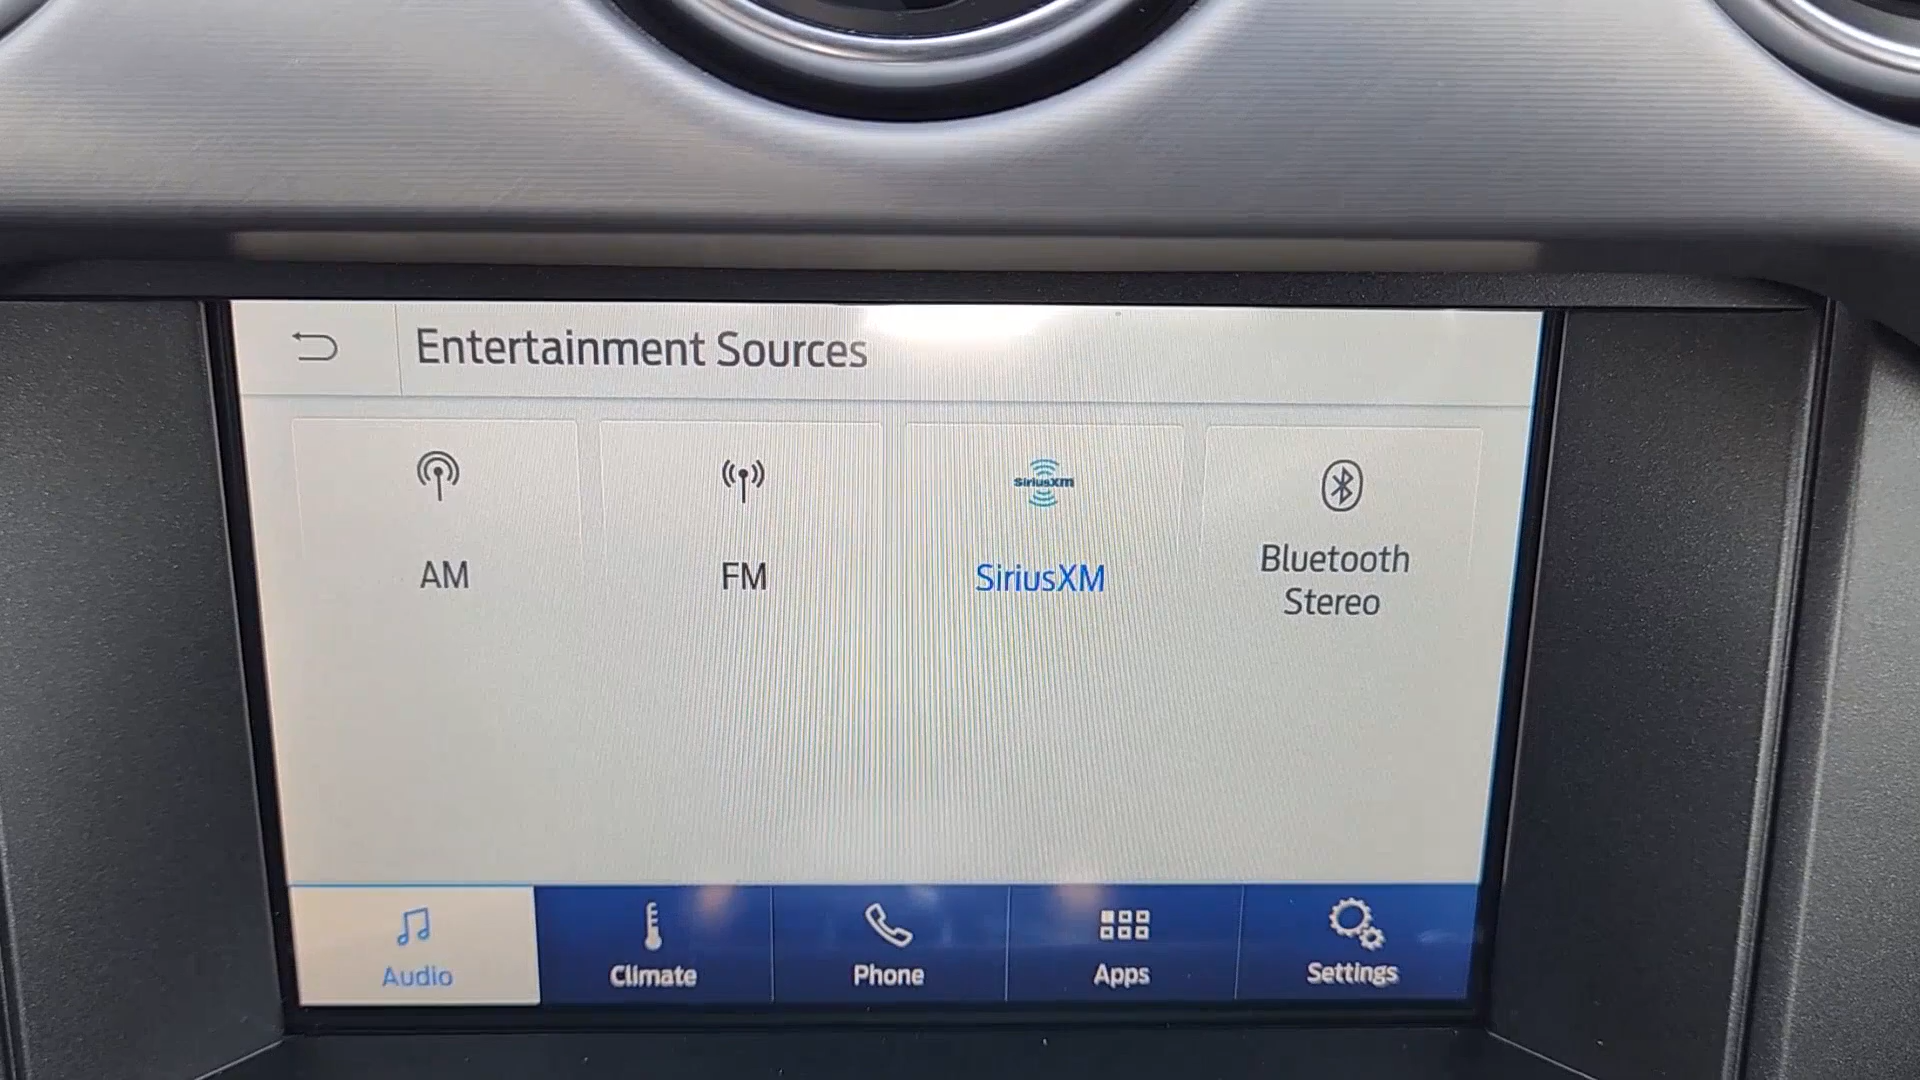 Entertainment Sources
SiriusXm
AM
FM
SiriusXM
Bluetooth
Stereo
Audio
Climate
Phone
Apps
Settings